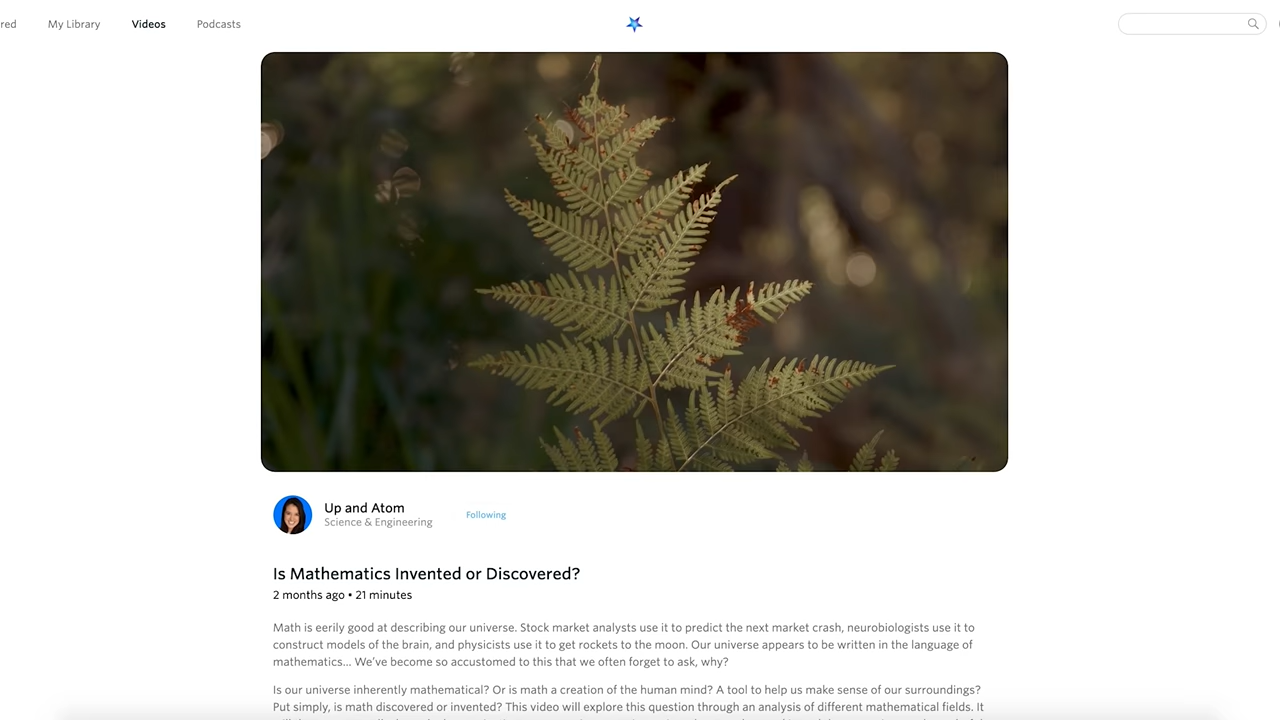 red My Library Videos Podcasts
Up and Atom
Science & Engineering
Following
Is Mathematics Invented or Discovered?
2 months ago • 21 minutes
Math is eerily good at describing our universe. Stock market analysts use it to predict the next market crash, neurobiologists use it to
construct models of the brain, and physicists use it to get rockets to the moon. Our universe appears to be written in the language of
mathematics... We've become so accustomed to this that we often forget to ask, why?
Is our universe inherently mathematical? Or is math a creation of the human mind? A tool to help us make sense of our surroundings?
Put simply, is math discovered or invented? This video will explore this question through an analysis of different mathematical fields. It